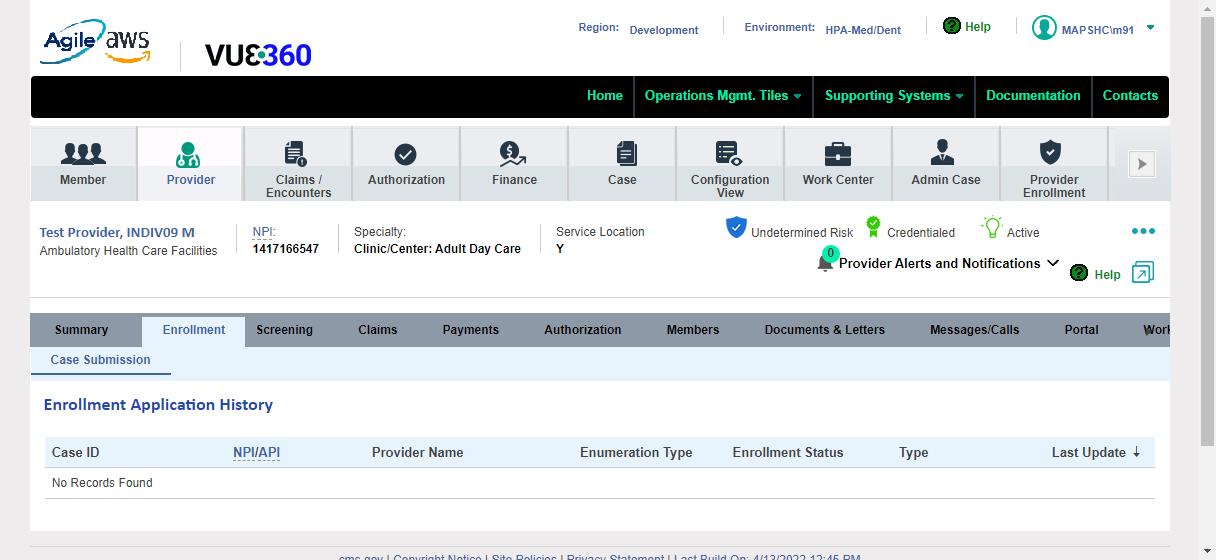 Agile aws
VUE360
Region: Development
Environment: HPA-Med/Dent
? Help
MAPSHC\m91
Home
Operations Mgmt. Tiles
Supporting Systems
Documentation
Contacts
Member
Provider
Claims /
Encounters
Authorization
Finance
Case
Configuration
View
Work Center
Admin Case
Provider
Enrollment
Test Provider, INDIV09 M
Ambulatory Health Care Facilities
NPI:
1417166547
Specialty:
Clinic/Center: Adult Day Care
Service Location
Y
Undetermined Risk
Credentialed
Active
0
Provider Alerts and Notifications
? Help
Summary
Enrollment
Screening
Claims
Payments
Authorization
Members
Documents & Letters
Messages/Calls
Portal
Work
Case Submission
Enrollment Application History
Case ID NPI/API Provider Name Enumeration Type Enrollment Status Type Last Update ↓
No Records Found
cms.gov | Copyright Notice | Site Policies | Privacy Statement | Last Build On: 4/13/2022 12:45 PM